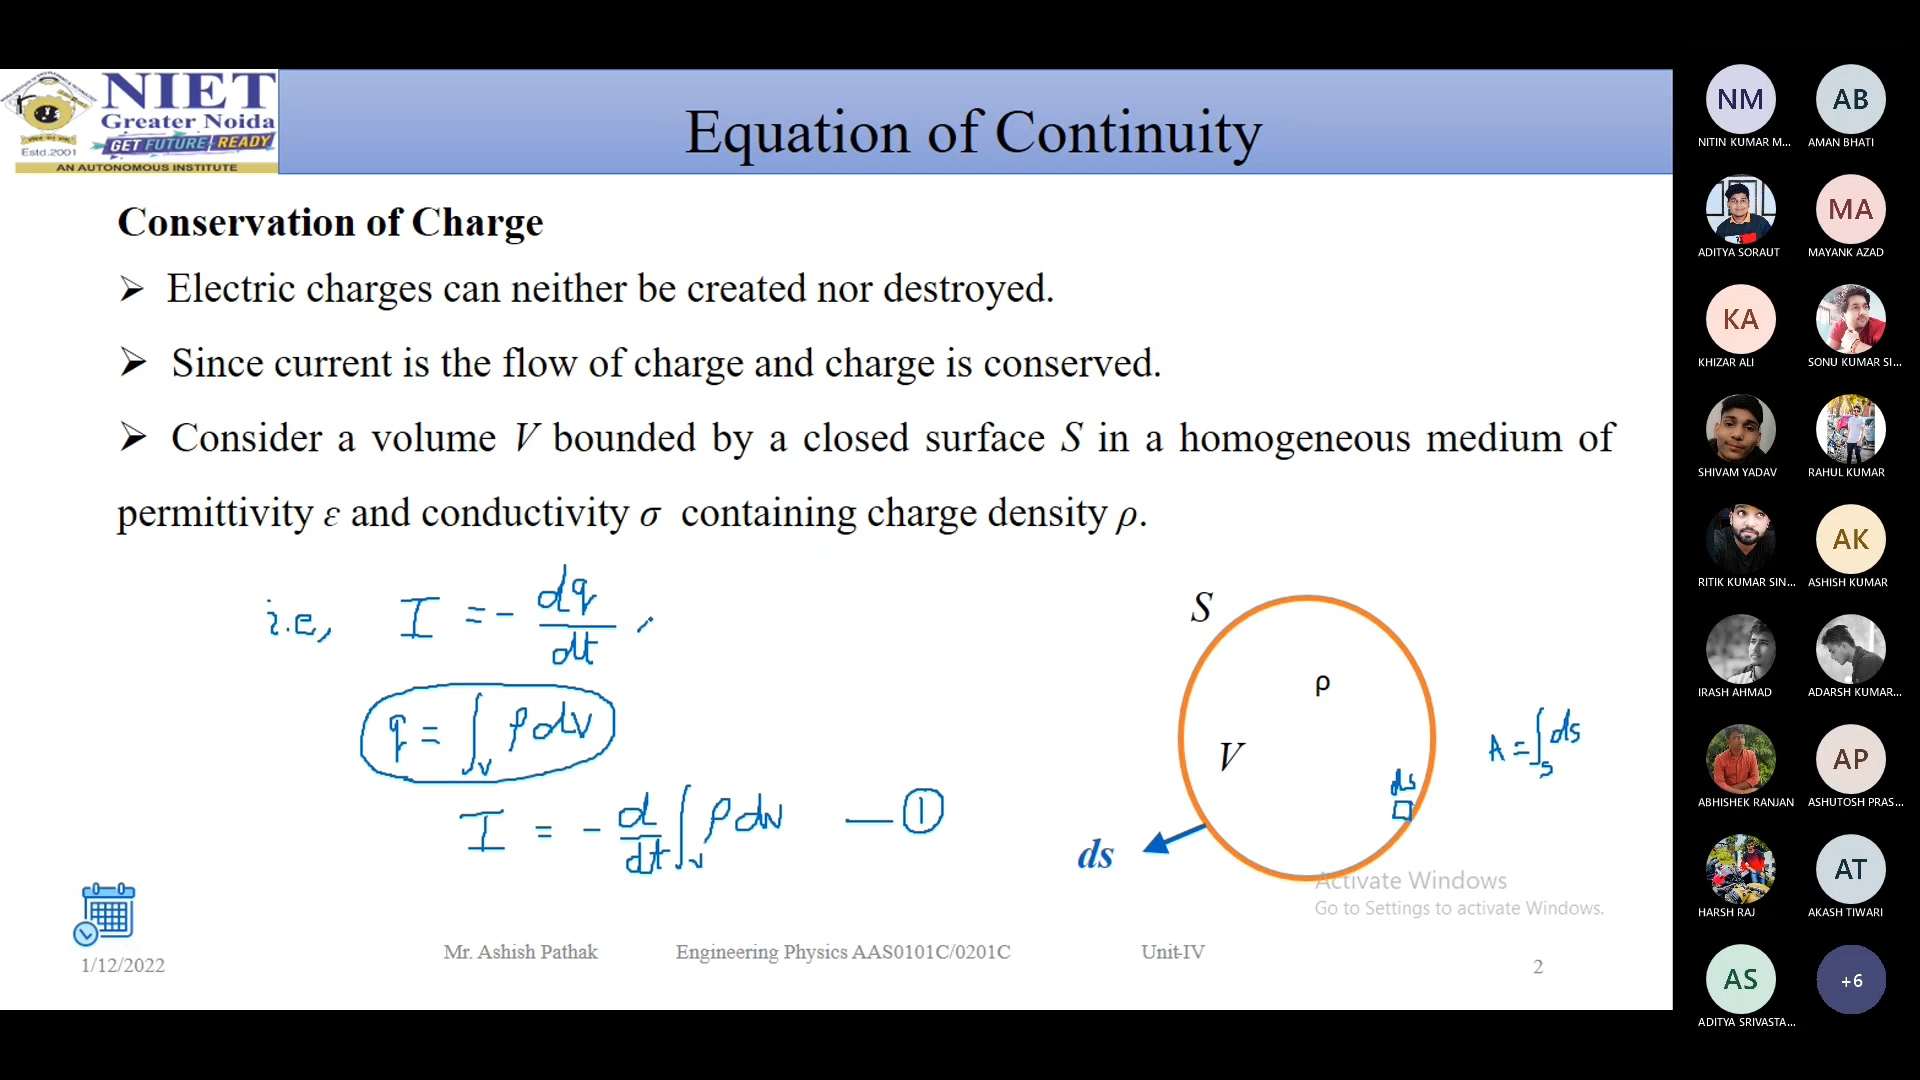 NIET
Greater Noida
GET FUTURE READY
Estd.2001
AN AUTONOMOUS INSTITUTE
Equation of Continuity
Conservation of Charge
➢ Electric charges can neither be created nor destroyed.
➢ Since current is the flow of charge and charge is conserved.
➢ Consider a volume V bounded by a closed surface S in a homogeneous medium of
permittivity ε and conductivity σ containing charge density ρ.
i.e, I = - dq/dt ,
q = ∫_v ρdv
I = - d/dt ∫_v ρdv — ①
S
ρ
V
ds
ds
A = ∫_s ds
Activate Windows
Go to Settings to activate Windows.
1/12/2022
Mr. Ashish Pathak Engineering Physics AAS0101C/0201C Unit-IV
2
NM AB
NITIN KUMAR M... AMAN BHATI
MA
ADITYA SORAUT MAYANK AZAD
KA
KHIZAR ALI SONU KUMAR SI...
SHIVAM YADAV RAHUL KUMAR
AK
RITIK KUMAR SIN... ASHISH KUMAR
IRASH AHMAD ADARSH KUMAR...
AP
ABHISHEK RANJAN ASHUTOSH PRAS...
AT
HARSH RAJ AKASH TIWARI
AS +6
ADITYA SRIVASTA...